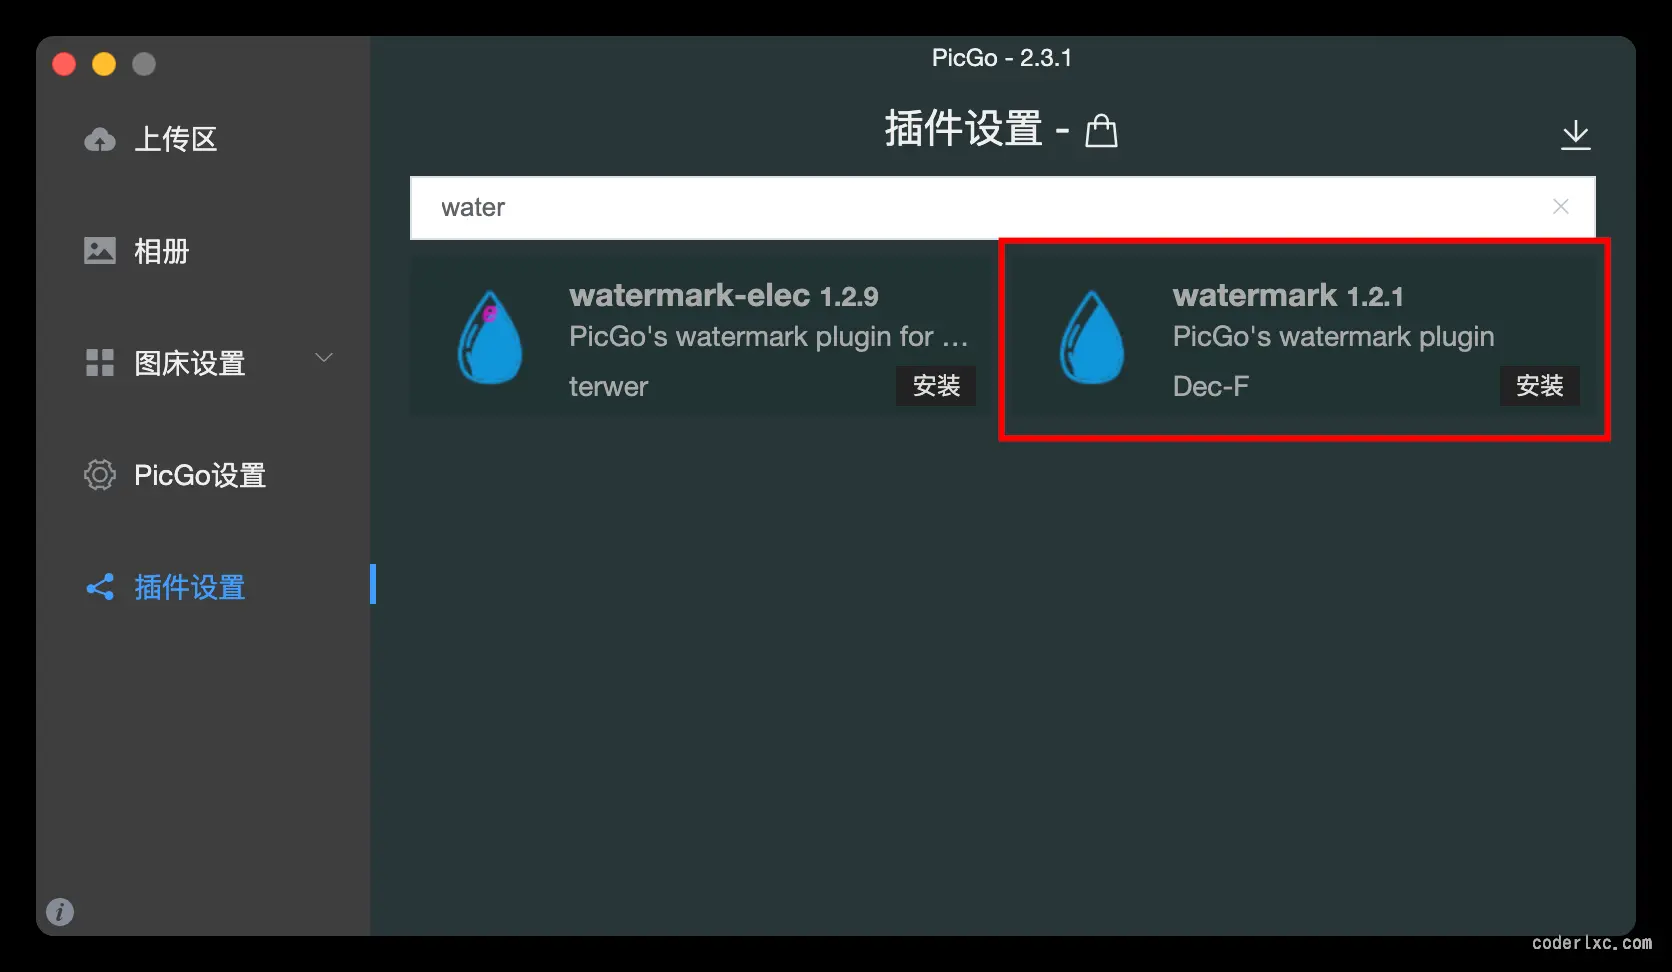 PicGo - 2.3.1
上传区
相册
图床设置
PicGo设置
插件设置
插件设置 -
water
watermark-elec 1.2.9
PicGo's watermark plugin for ...
terwer
安装
watermark 1.2.1
PicGo's watermark plugin
Dec-F
安装
coderlxc.com